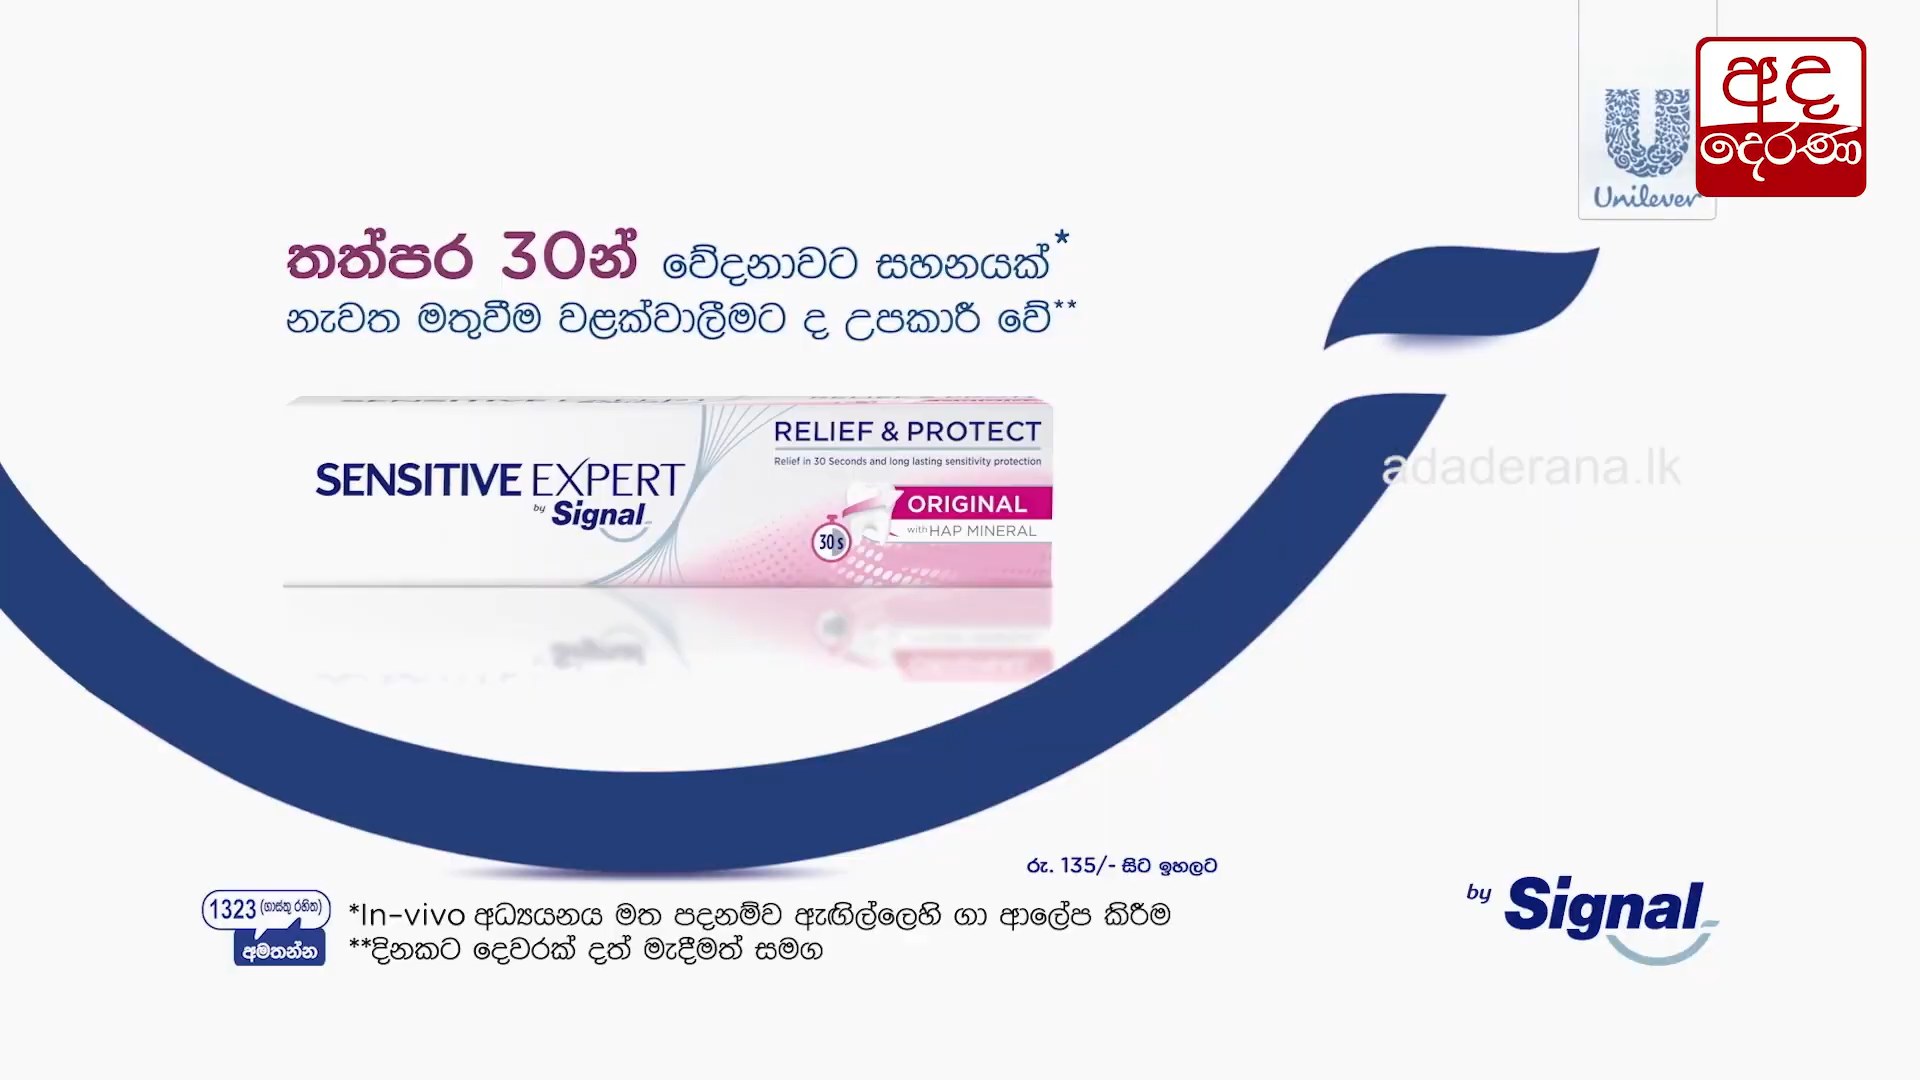 අද
දෙරණ
Unilever
තත්පර 30න් වේදනාවට සහනයක්*
නැවත මතුවීම වළක්වාලීමට ද උපකාරී වේ**
RELIEF & PROTECT
Relief in 30 Seconds and long lasting sensitivity protection
SENSITIVE EXPERT
by Signal
ORIGINAL
with HAP MINERAL
30 s
adaderana.lk
රු. 135/- සිට ඉහලට
1323 (ගාස්තු රහිත)
අමතන්න
*In-vivo අධ්‍යයනය මත පදනම්ව ඇඟිල්ලෙහි ගා ආලේප කිරීම
**දිනකට දෙවරක් දත් මැදීමත් සමග
by Signal